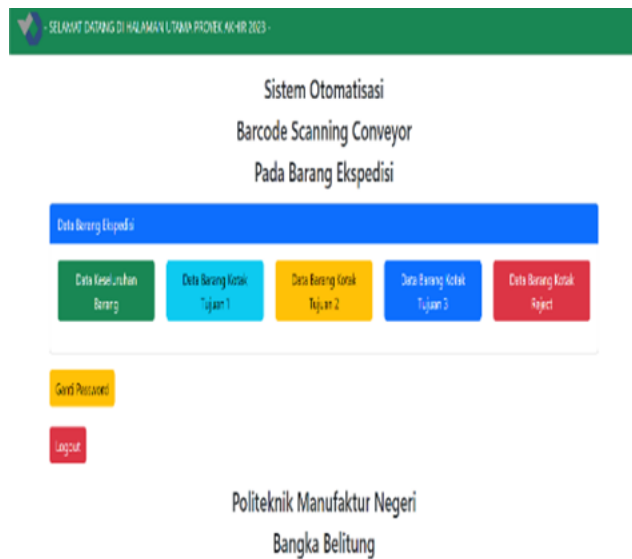 - SELAMAT DATANG DI HALAMAN UTAMA PROYEK AKHIR 2023 -
Sistem Otomatisasi
Barcode Scanning Conveyor
Pada Barang Ekspedisi
Data Barang Ekspedisi
Data Keseluruhan
Barang
Data Barang Kotak
Tujuan 1
Data Barang Kotak
Tujuan 2
Data Barang Kotak
Tujuan 3
Data Barang Kotak
Reject
Ganti Password
Logout
Politeknik Manufaktur Negeri
Bangka Belitung